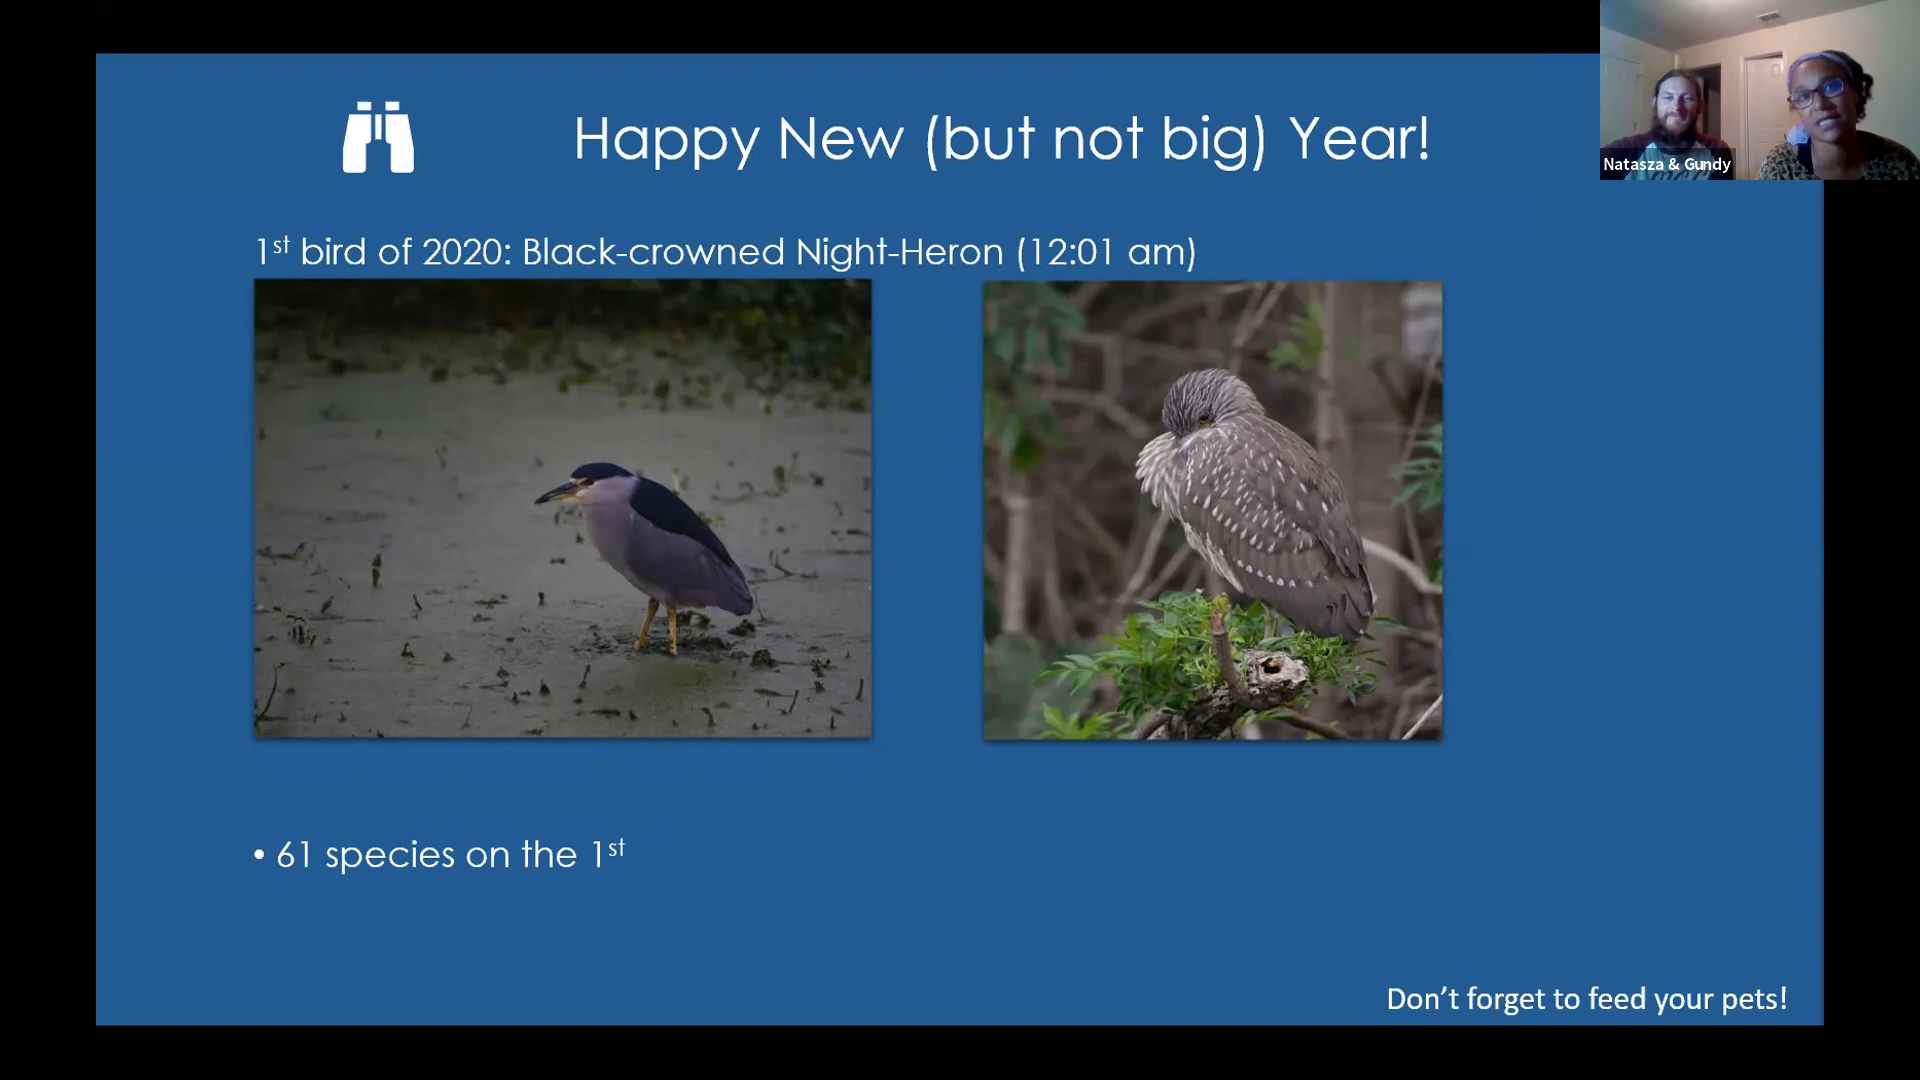 Happy New (but not big) Year!
Natasza & Gundy
1st bird of 2020: Black-crowned Night-Heron (12:01 am)
• 61 species on the 1st
Don’t forget to feed your pets!